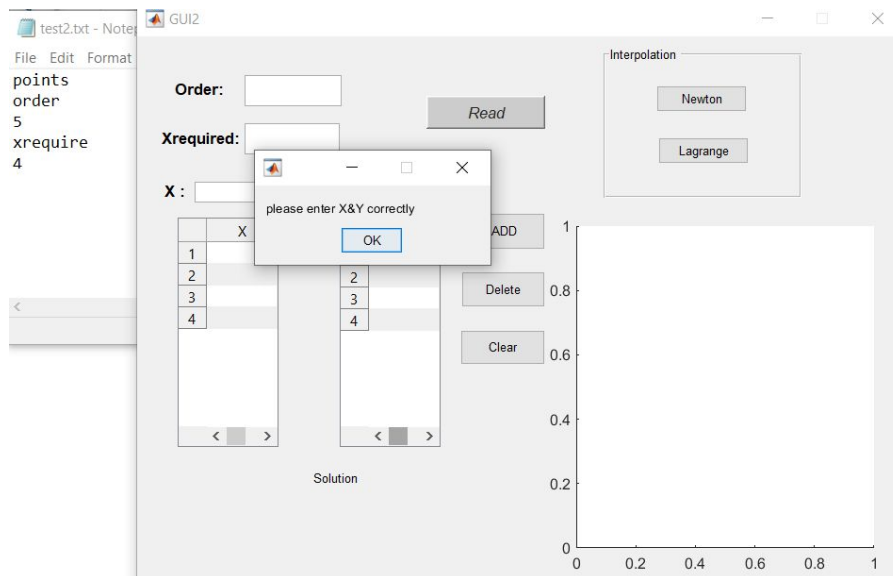 test2.txt - Note
File Edit Format
points
order
5
xrequire
4
GUI2
Order:
Xrequired:
X :
Read
Interpolation
Newton
Lagrange
please enter X&Y correctly
OK
X
1
2
3
4
2
3
4
ADD
Delete
Clear
Solution
1
0.8
0.6
0.4
0.2
0
0 0.2 0.4 0.6 0.8 1